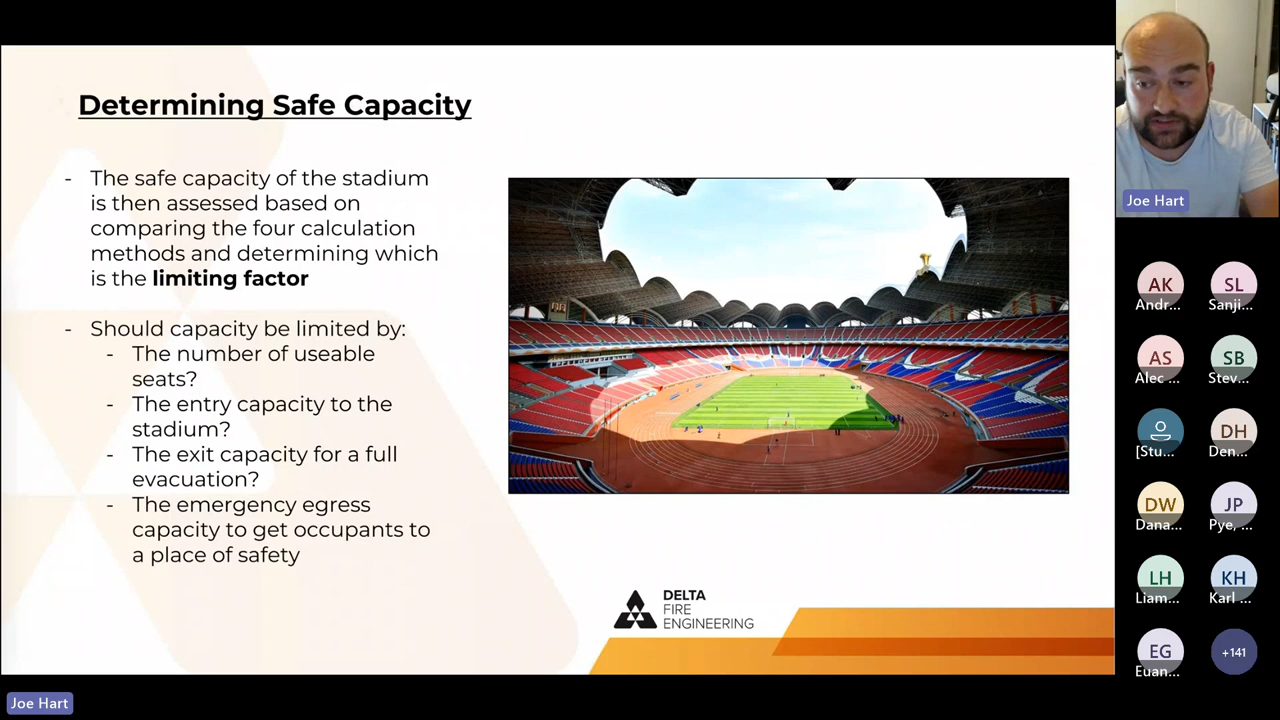 Determining Safe Capacity
- The safe capacity of the stadium
is then assessed based on
comparing the four calculation
methods and determining which
is the limiting factor
- Should capacity be limited by:
- The number of useable
seats?
- The entry capacity to the
stadium?
- The exit capacity for a full
evacuation?
- The emergency egress
capacity to get occupants to
a place of safety
DELTA
FIRE
ENGINEERING
Joe Hart
Joe Hart
AK
Andr...
SL
Sanji...
AS
Alec ...
SB
Stev...
[Stu...
DH
Den...
DW
Dana...
JP
Pye, ...
LH
Liam...
KH
Karl ...
EG
Euan...
+141